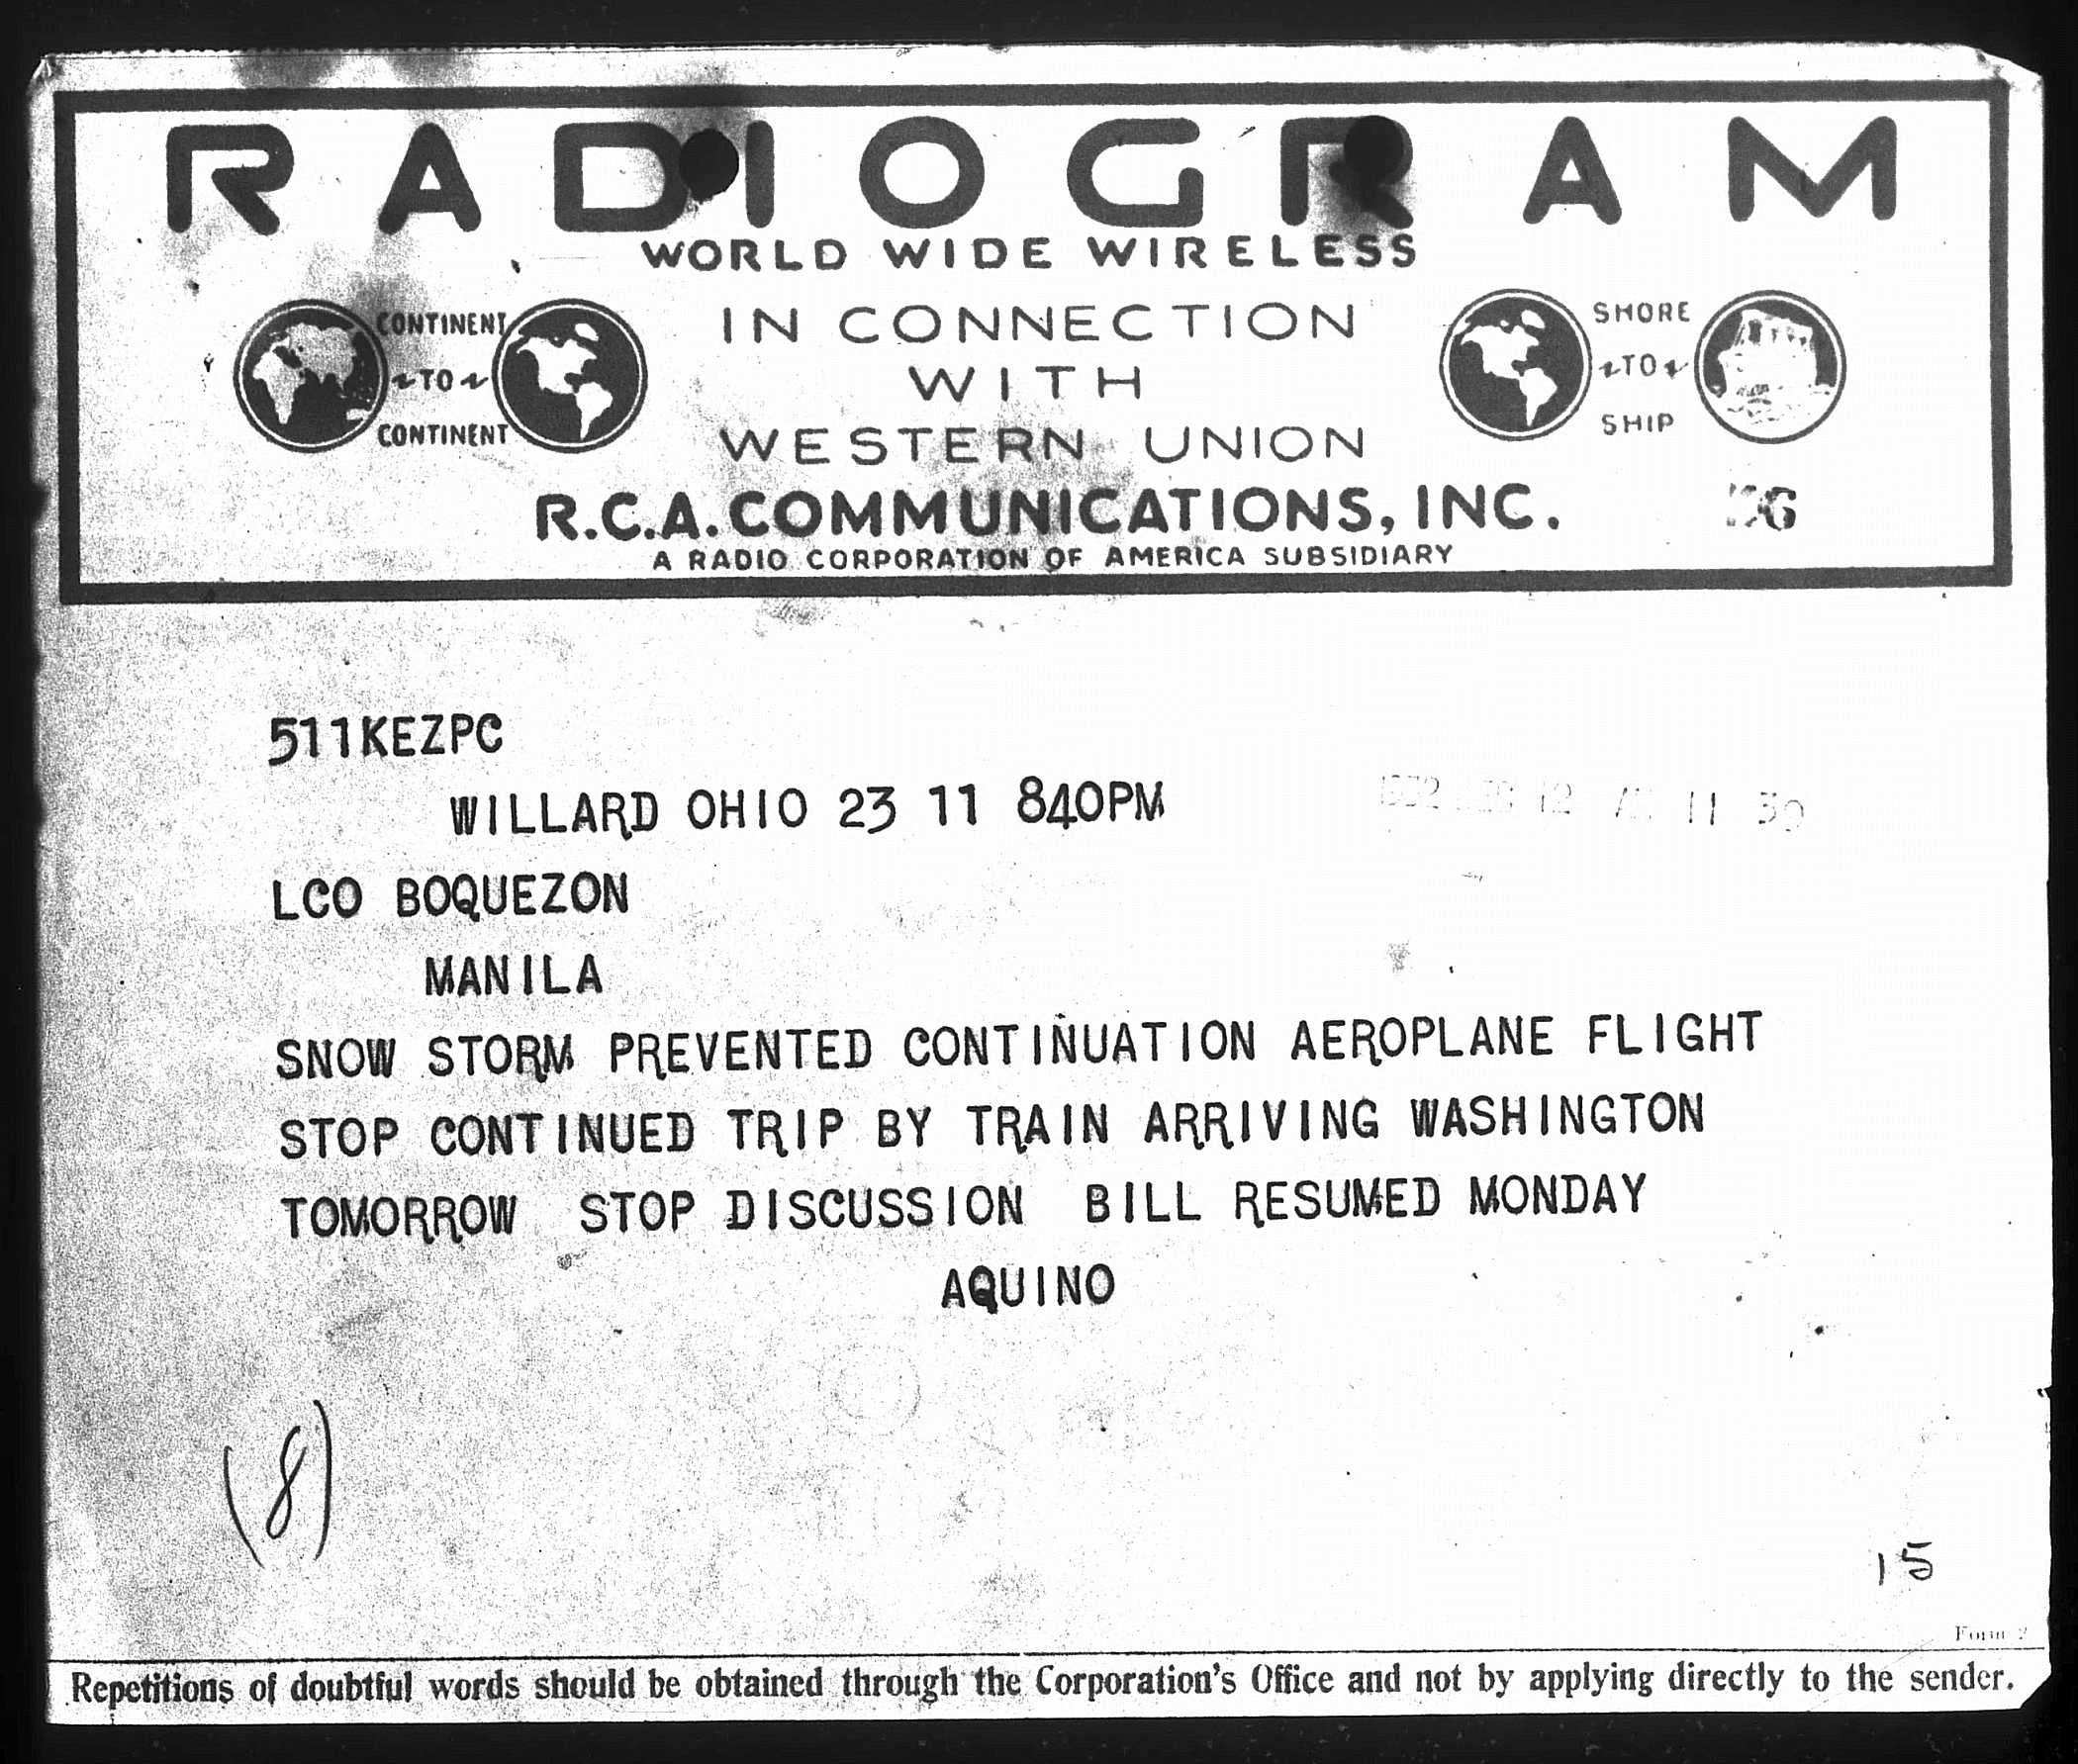 RADIOGRAM
WORLD WIDE WIRELESS
CONTINENT
TO
CONTINENT
IN CONNECTION
WITH
WESTERN UNION
SHORE
TO
SHIP
R.C.A. COMMUNICATIONS, INC.
A RADIO CORPORATION OF AMERICA SUBSIDIARY
511KEZPC
WILLARD OHIO 23 11 840PM
LCO BOQUEZON
MANILA
SNOW STORM PREVENTED CONTINUATION AEROPLANE FLIGHT
STOP CONTINUED TRIP BY TRAIN ARRIVING WASHINGTON
TOMORROW STOP DISCUSSION BILL RESUMED MONDAY
AQUINO
(8)
15
Form
Repetitions of doubtful words should be obtained through the Corporation's Office and not by applying directly to the sender.